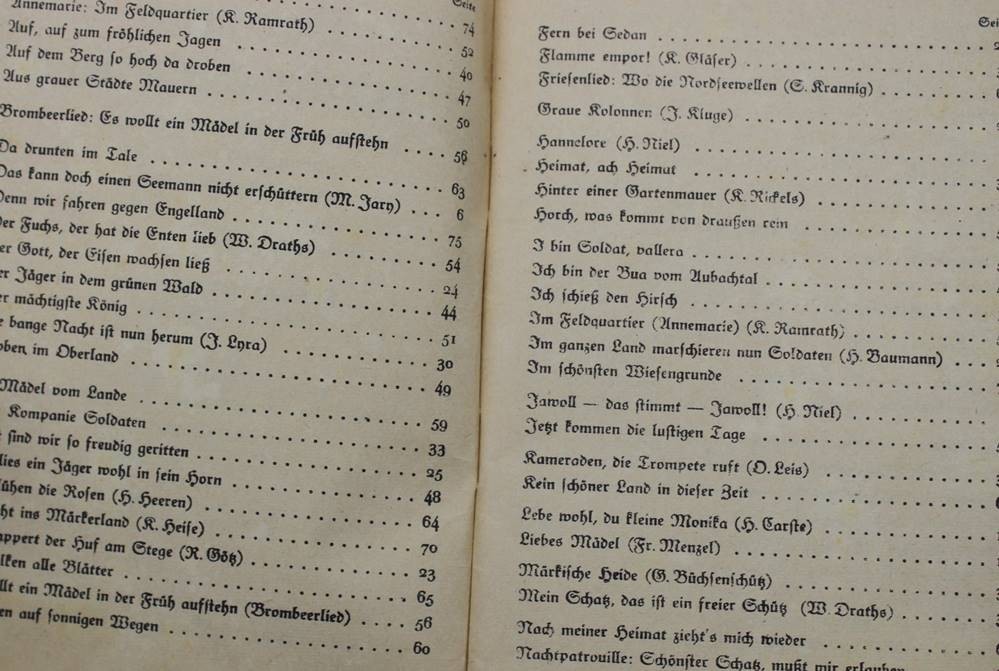 Seite
74
Annemarie: Im Feldquartier (K. Ramrath) 52
Auf, auf zum fröhlichen Jagen 40
Auf dem Berg so hoch da droben 47
Aus grauer Städte Mauern 50
Brombeerlied: Es wollt ein Mädel in der Früh aufstehn 56
Da drunten im Tale 63
Das kann doch einen Seemann nicht erschüttern (M. Jary) 6
Denn wir fahren gegen Engelland 75
der Fuchs, der hat die Enten lieb (W. Draths) 54
er Gott, der Eisen wachsen ließ 24
er Jäger in dem grünen Wald 44
er mächtigste König 51
e bange Nacht ist nun herum (J. Lyra) 30
oben im Oberland 49
Mädel vom Lande 59
Kompanie Soldaten 33
sind wir so freudig geritten 25
lies ein Jäger wohl in sein Horn 48
ühen die Rosen (H. Heeren) 64
ht ins Märkerland (K. Heise) 70
appert der Huf am Stege (R. Götz) 23
lken alle Blätter 65
llt ein Mädel in der Früh aufstehn (Brombeerlied) 56
en auf sonnigen Wegen 60
Sei
Fern bei Sedan
Flamme empor! (K. Gläser)
Friesenlied: Wo die Nordseewellen (S. Krannig)
Graue Kolonnen (J. Kluge)
Hannelore (H. Niel)
Heimat, ach Heimat
Hinter einer Gartenmauer (K. Rickels)
Horch, was kommt von draußen rein
I bin Soldat, vallera
Ich bin der Bua vom Aubachtal
Ich schieß den Hirsch
Im Feldquartier (Annemarie) (K. Ramrath)
Im ganzen Land marschieren nun Soldaten (H. Baumann)
Im schönsten Wiesengrunde
Jawoll — das stimmt — Jawoll! (H. Niel)
Jetzt kommen die lustigen Tage
Kameraden, die Trompete ruft (O. Leis)
Kein schöner Land in dieser Zeit
Lebe wohl, du kleine Monika (H. Carste)
Liebes Mädel (Fr. Menzel)
Märkische Heide (G. Büchsenschütz)
Mein Schatz, das ist ein freier Schütz (W. Draths)
Nach meiner Heimat zieht's mich wieder
Nachtpatrouille: Schönster Schatz, mußt mir erlauben